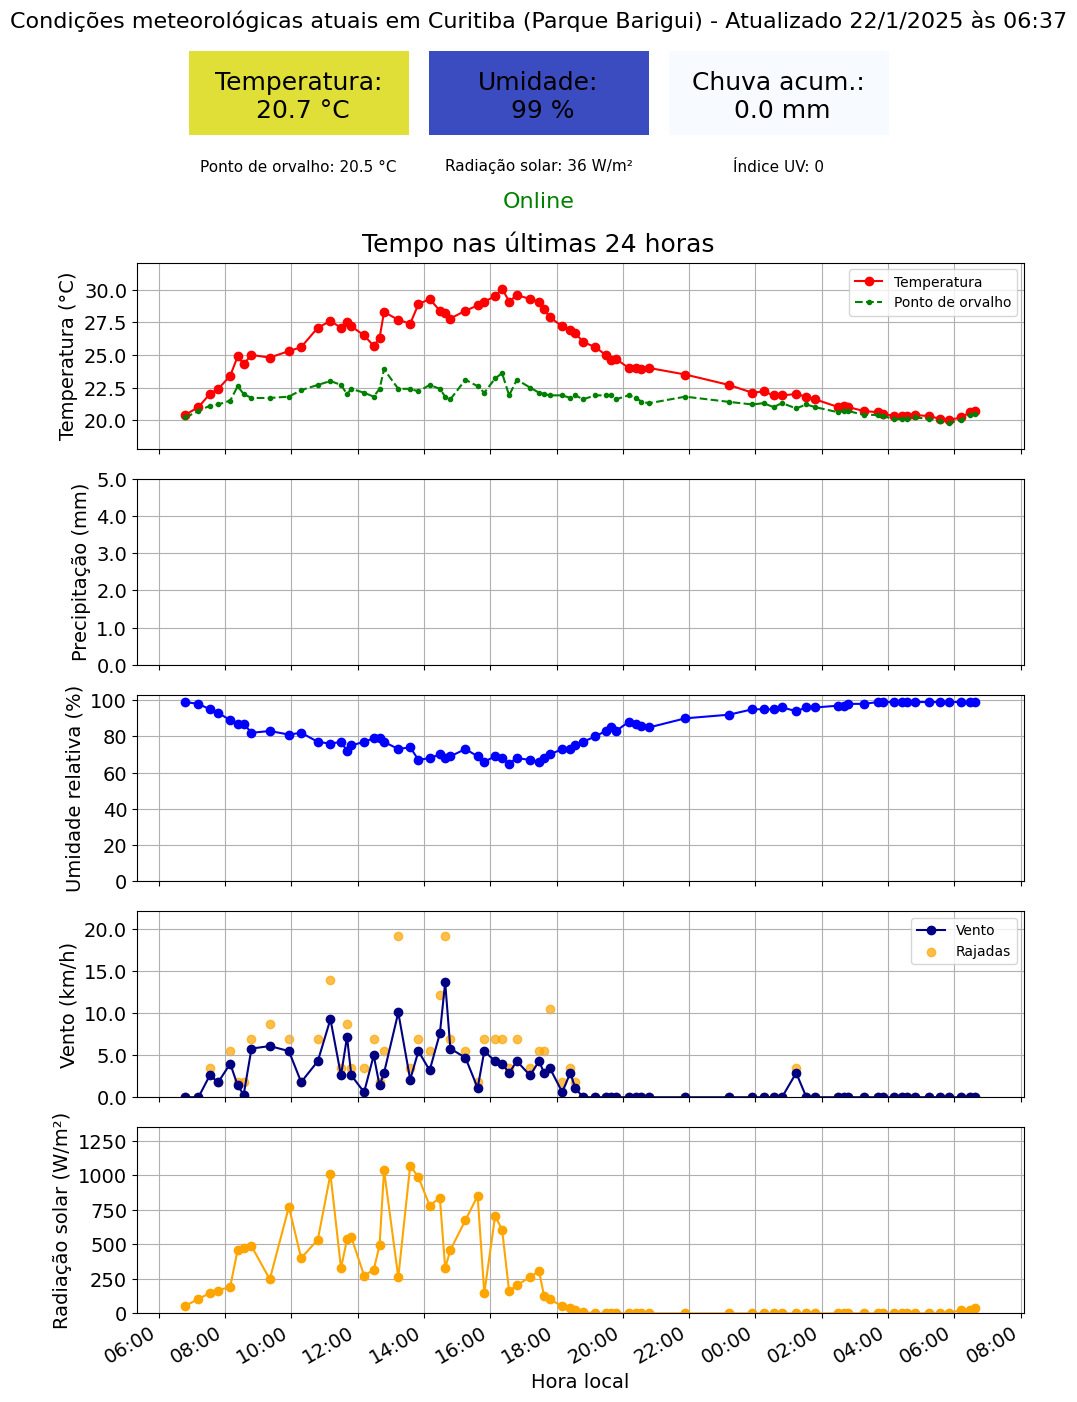 Condições meteorológicas atuais em Curitiba (Parque Barigui) - Atualizado 22/1/2025 às 06:37
Temperatura:
20.7 °C
Umidade:
99 %
Chuva acum.:
0.0 mm
Ponto de orvalho: 20.5 °C
Radiação solar: 36 W/m²
Índice UV: 0
Online
Tempo nas últimas 24 horas
Temperatura (°C)
30.0
27.5
25.0
22.5
20.0
Temperatura
Ponto de orvalho
Precipitação (mm)
5.0
4.0
3.0
2.0
1.0
0.0
Umidade relativa (%)
100
80
60
40
20
0
Vento (km/h)
20.0
15.0
10.0
5.0
0.0
Vento
Rajadas
Radiação solar (W/m²)
1250
1000
750
500
250
0
06:00
08:00
10:00
12:00
14:00
16:00
18:00
20:00
22:00
00:00
02:00
04:00
06:00
08:00
Hora local